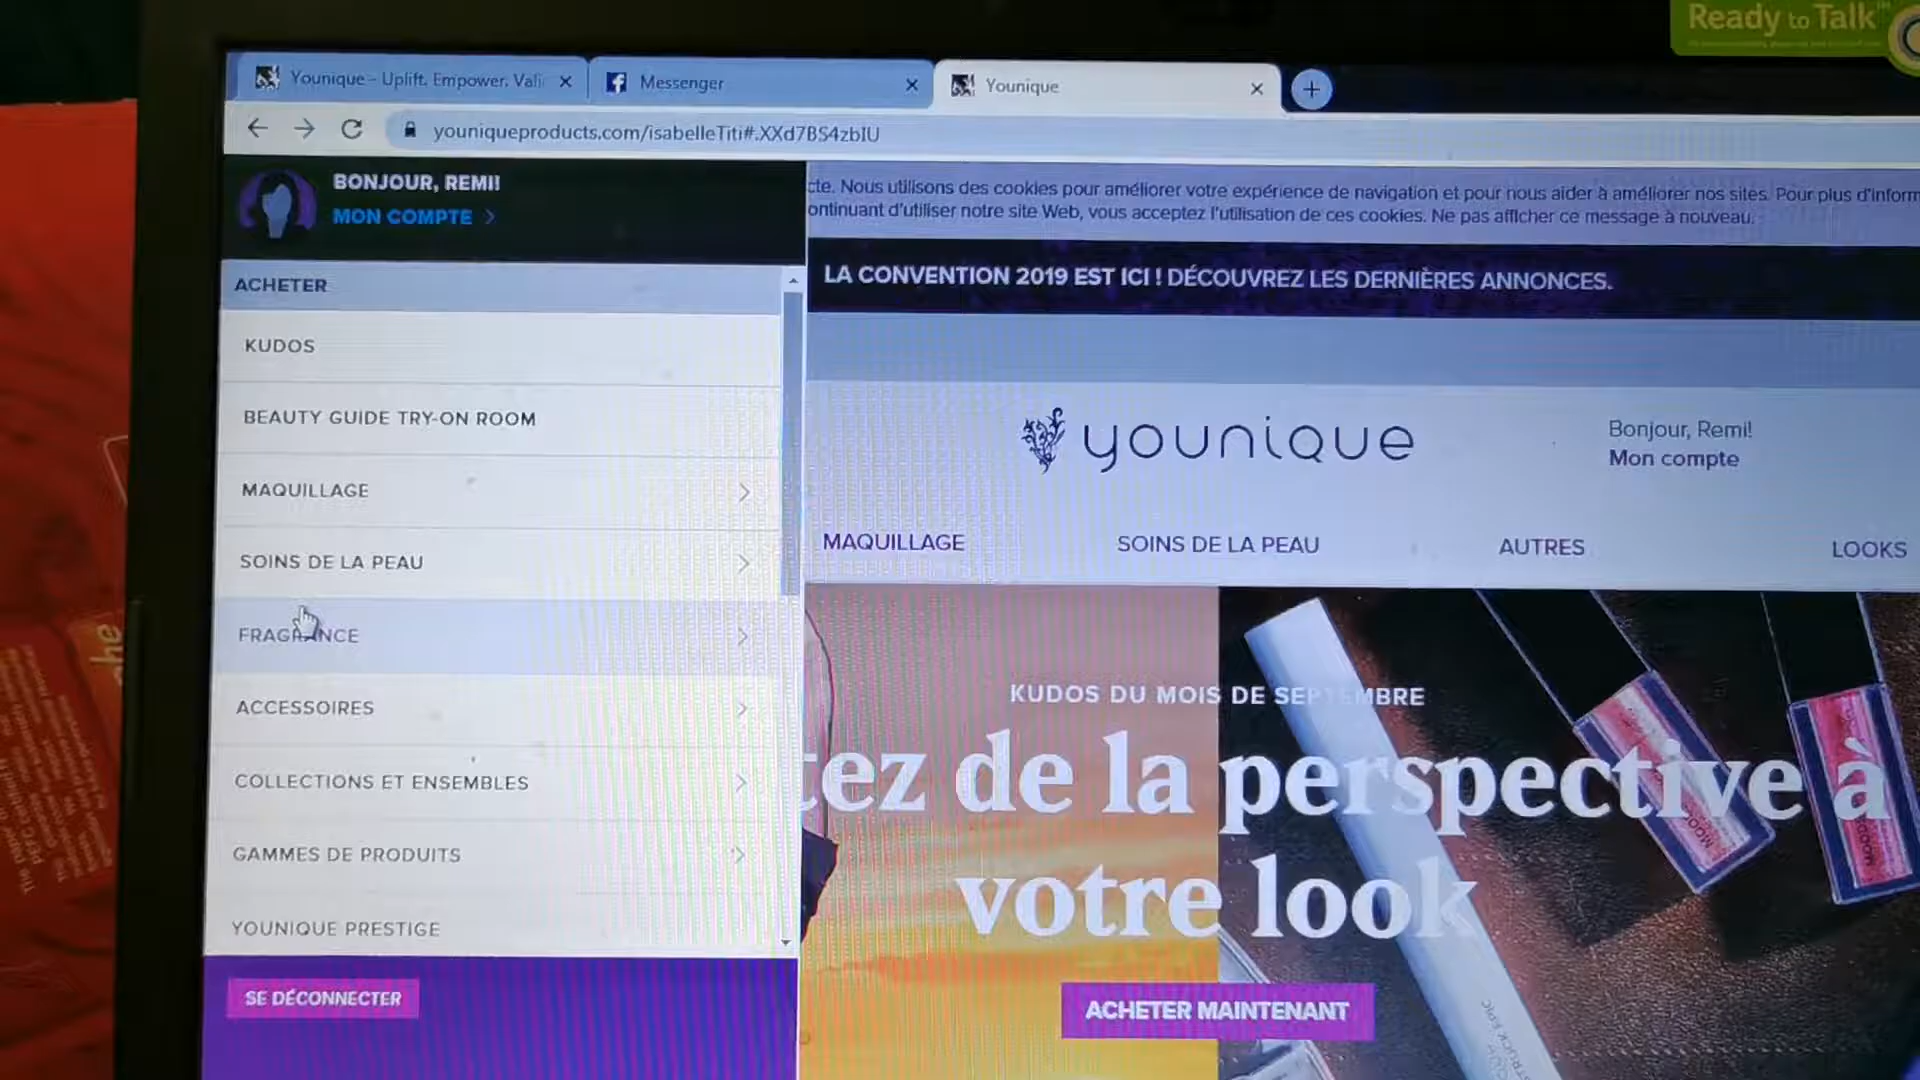 Ready to Talk™
Younique - Uplift. Empower. Vali
Messenger
Younique
youniqueproducts.com/isabelleTiti#.XXd7BS4zbIU
BONJOUR, REMI!
MON COMPTE
cte. Nous utilisons des cookies pour améliorer votre expérience de navigation et pour nous aider à améliorer nos sites. Pour plus d'inform
ontinuant d'utiliser notre site Web, vous acceptez l'utilisation de ces cookies. Ne pas afficher ce message à nouveau.
LA CONVENTION 2019 EST ICI ! DÉCOUVREZ LES DERNIÈRES ANNONCES.
ACHETER
KUDOS
BEAUTY GUIDE TRY-ON ROOM
MAQUILLAGE
SOINS DE LA PEAU
FRAGRANCE
ACCESSOIRES
COLLECTIONS ET ENSEMBLES
GAMMES DE PRODUITS
YOUNIQUE PRESTIGE
SE DÉCONNECTER
younique
Bonjour, Remi!
Mon compte
MAQUILLAGE
SOINS DE LA PEAU
AUTRES
LOOKS
KUDOS DU MOIS DE SEPTEMBRE
tez de la perspective à
votre look
ACHETER MAINTENANT